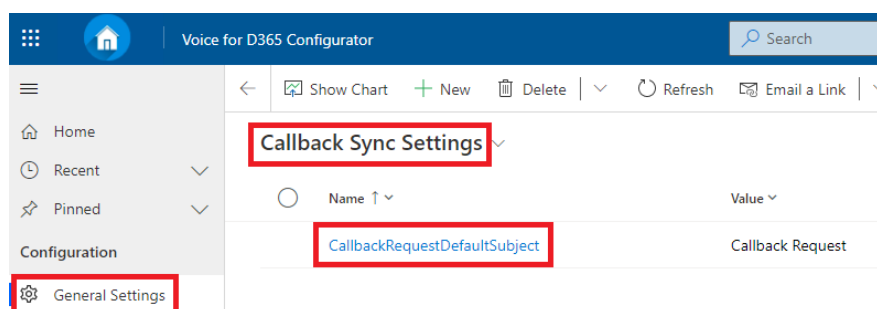 Voice for D365 Configurator
Search
Show Chart
New
Delete
Refresh
Email a Link
Home
Recent
Pinned
Configuration
General Settings
Callback Sync Settings
Name ↑
Value
CallbackRequestDefaultSubject
Callback Request